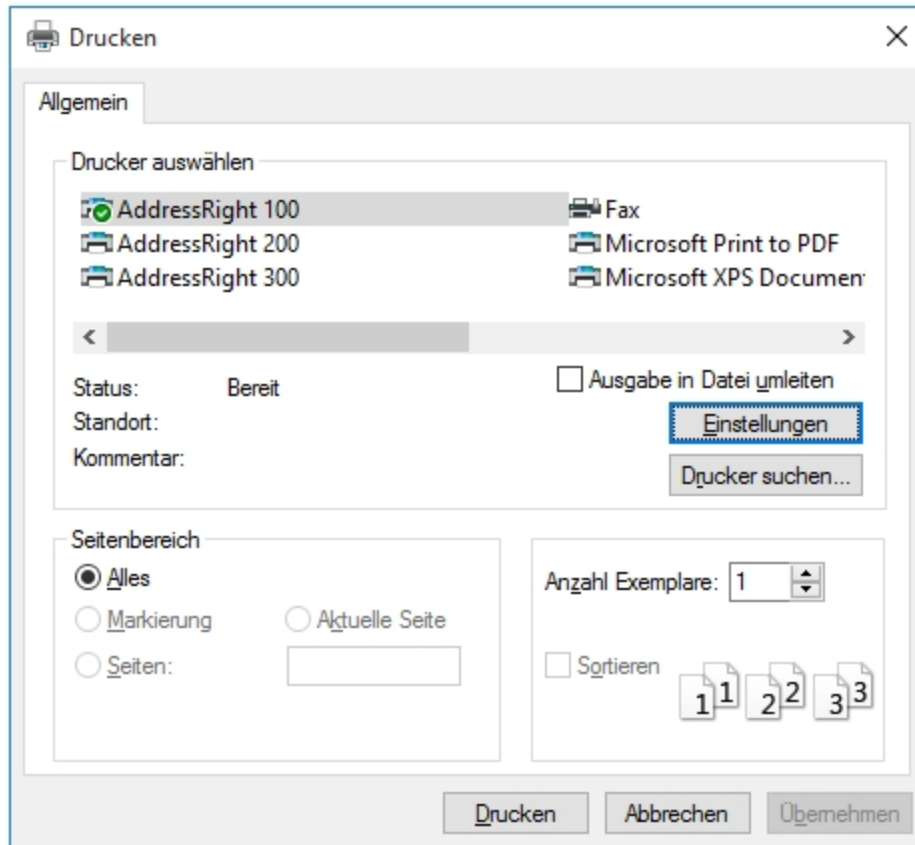 Drucken
Allgemein
Drucker auswählen
AddressRight 100
Fax
AddressRight 200
Microsoft Print to PDF
AddressRight 300
Microsoft XPS Documen
Status: Bereit
Ausgabe in Datei umleiten
Standort:
Einstellungen
Kommentar:
Drucker suchen...
Seitenbereich
Alles
Anzahl Exemplare: 1
Markierung
Aktuelle Seite
Seiten:
Sortieren
1 1 2 2 3 3
Drucken
Abbrechen
Übernehmen